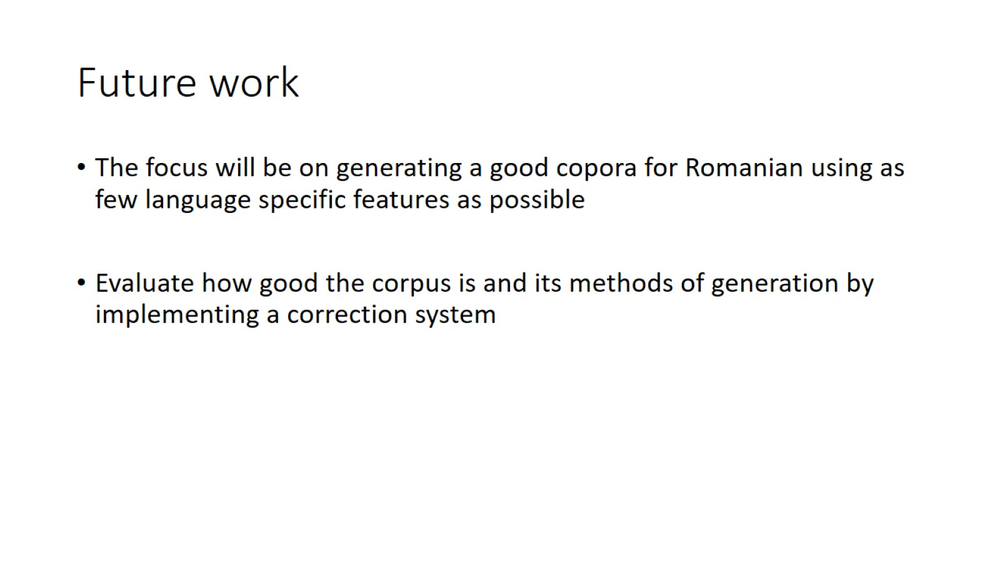 Future work
• The focus will be on generating a good copora for Romanian using as
few language specific features as possible
• Evaluate how good the corpus is and its methods of generation by
implementing a correction system